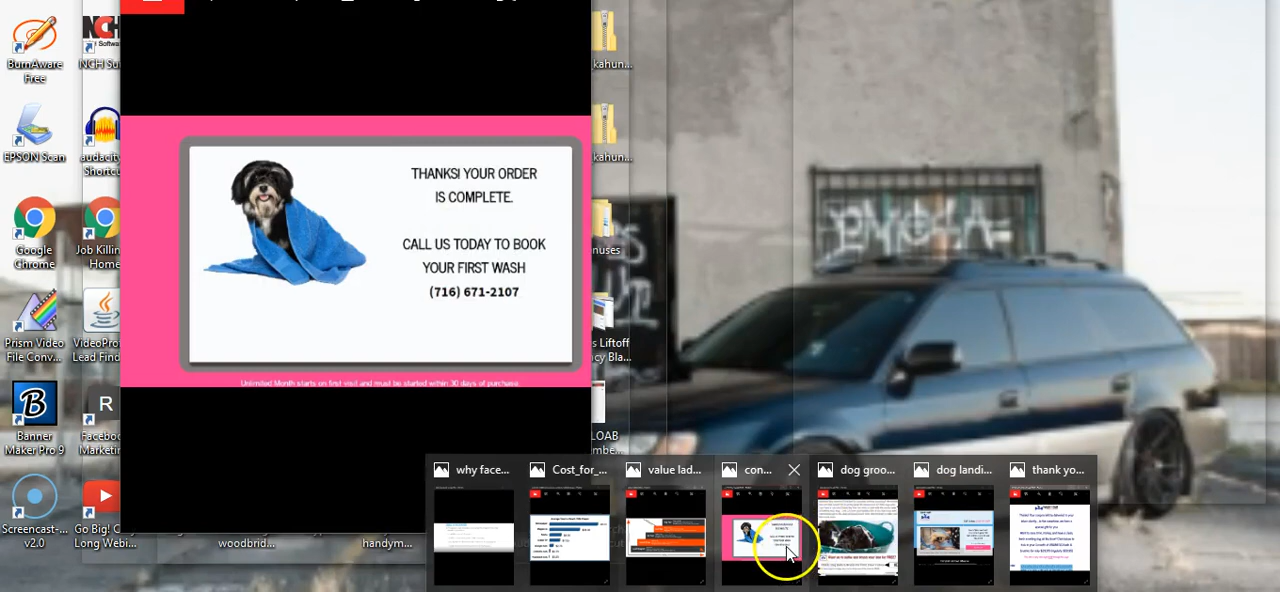 BurnAware
Free
NCH Su
EPSON Scan
audacity
Shortcu
Google
Chrome
Job Killing
Home
Prism Video
File Conv...
VideoPro
Lead Find
Banner
Maker Pro 9
R
Facebo
Marketin
Screencast-...
v2.0
Go Big! C
ing Webi...
woodbrid...
handym...
kahun...
kahun...
nuses
s Liftoff
cy Bla...
LOAB
mbe...
THANKS! YOUR ORDER
IS COMPLETE.
CALL US TODAY TO BOOK
YOUR FIRST WASH
(716) 671-2107
Unlimited Month starts on first visit and must be started within 30 days of purchase.
why face...
Cost_for_...
value lad...
con...
dog groo...
dog landi...
thank yo...